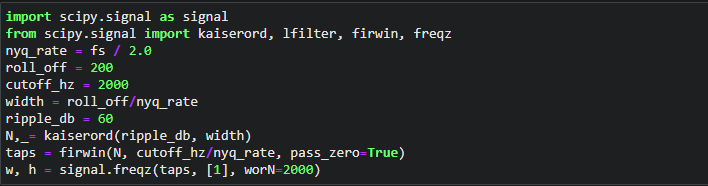 import scipy.signal as signal
from scipy.signal import kaiserord, lfilter, firwin, freqz
nyq_rate = fs / 2.0
roll_off = 200
cutoff_hz = 2000
width = roll_off/nyq_rate
ripple_db = 60
N,_= kaiserord(ripple_db, width)
taps = firwin(N, cutoff_hz/nyq_rate, pass_zero=True)
w, h = signal.freqz(taps, [1], worN=2000)